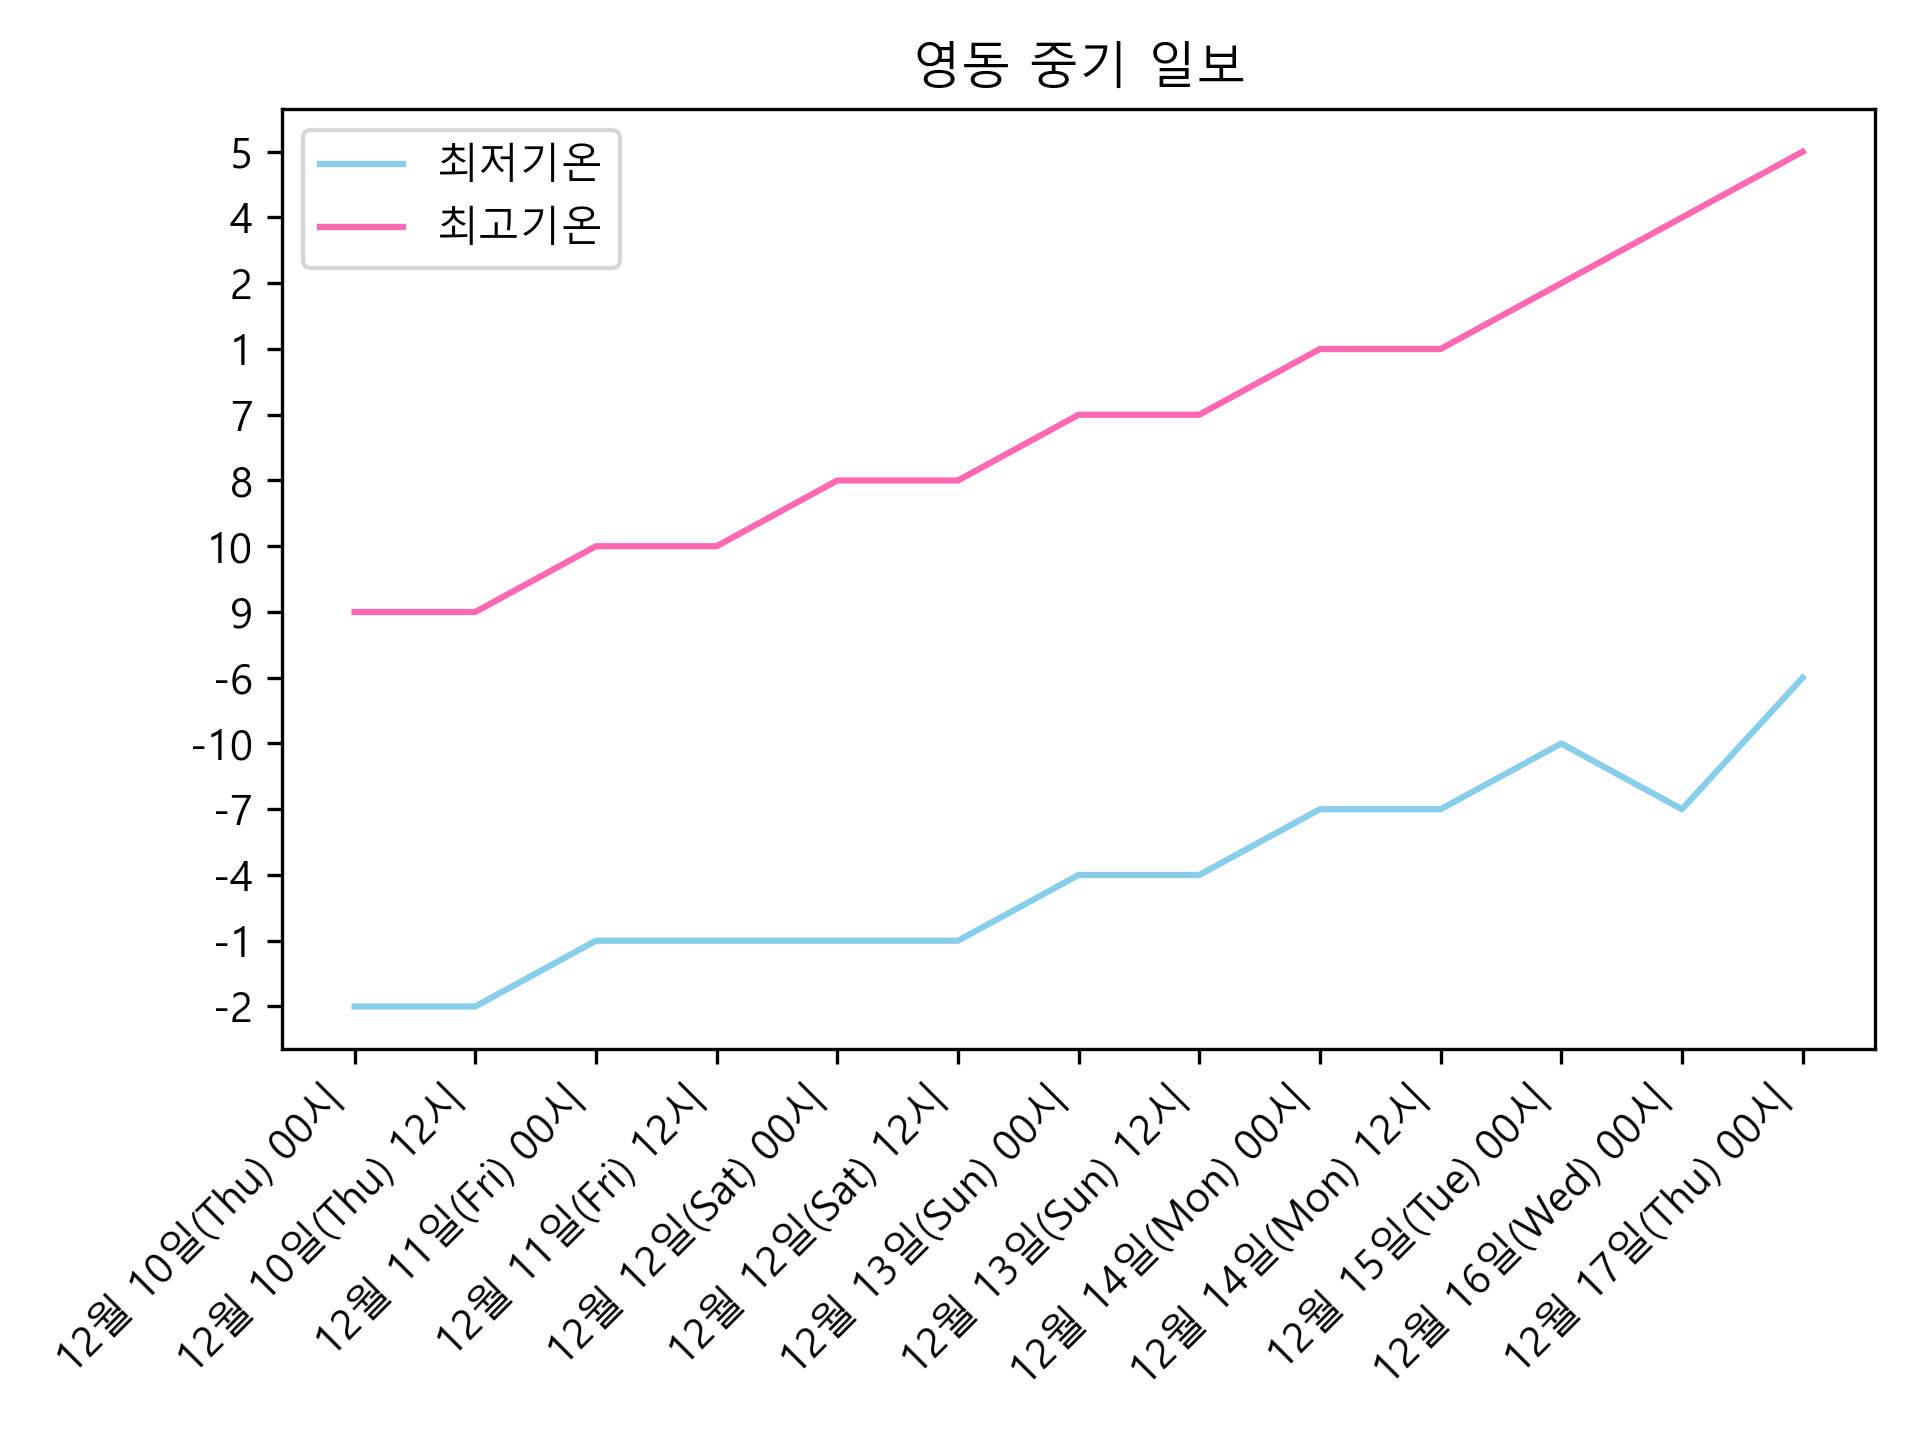 영동 중기 일보
최저기온
최고기온
5
4
2
1
7
8
10
9
-6
-10
-7
-4
-1
-2
12월 10일(Thu) 00시
12월 10일(Thu) 12시
12월 11일(Fri) 00시
12월 11일(Fri) 12시
12월 12일(Sat) 00시
12월 12일(Sat) 12시
12월 13일(Sun) 00시
12월 13일(Sun) 12시
12월 14일(Mon) 00시
12월 14일(Mon) 12시
12월 15일(Tue) 00시
12월 16일(Wed) 00시
12월 17일(Thu) 00시